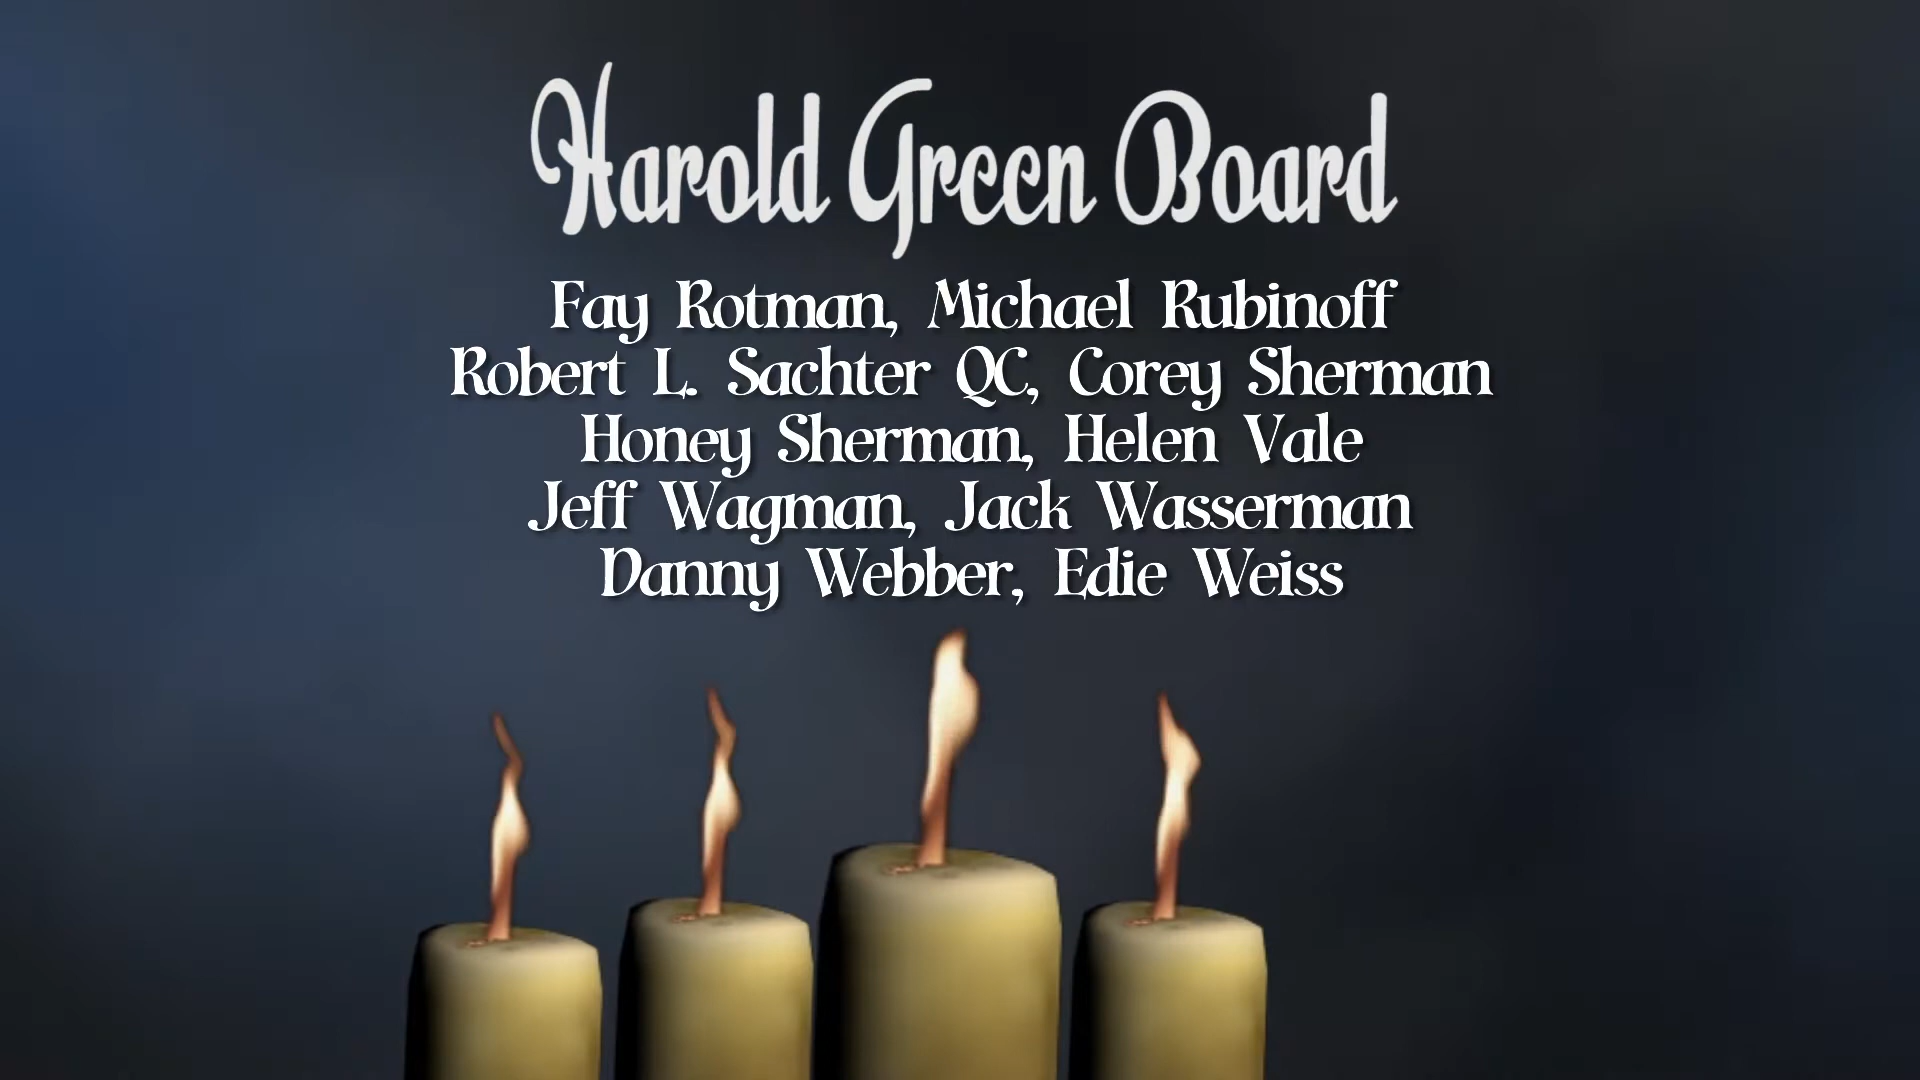 Harold Green Board
Fay Rotman, Michael Rubinoff
Robert L. Sachter QC, Corey Sherman
Honey Sherman, Helen Vale
Jeff Wagman, Jack Wasserman
Danny Webber, Edie Weiss